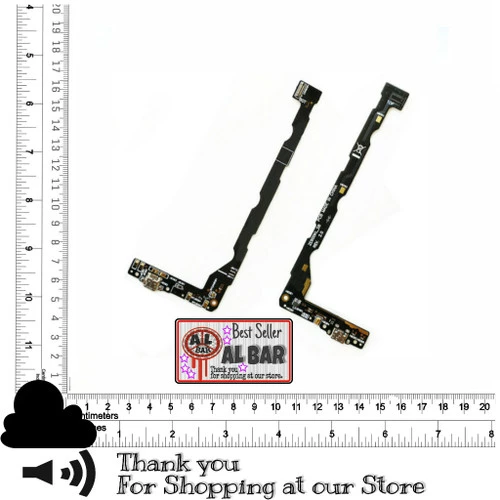 4
5
6
7
8
9
10
11
20
19
18
17
16
15
14
13
12
11
10
9
8
7
6
5
4
3
2
1
Best Seller
AL
BAR
AL BAR
Thank you
for shopping at our store.
1 2 3 4 5 6 7 8 9 10 11 12 13 14 15 16 17 18 19 20
timeters
es
1 2 3 4 5 6 7 8
Thank you
For Shopping at our Store